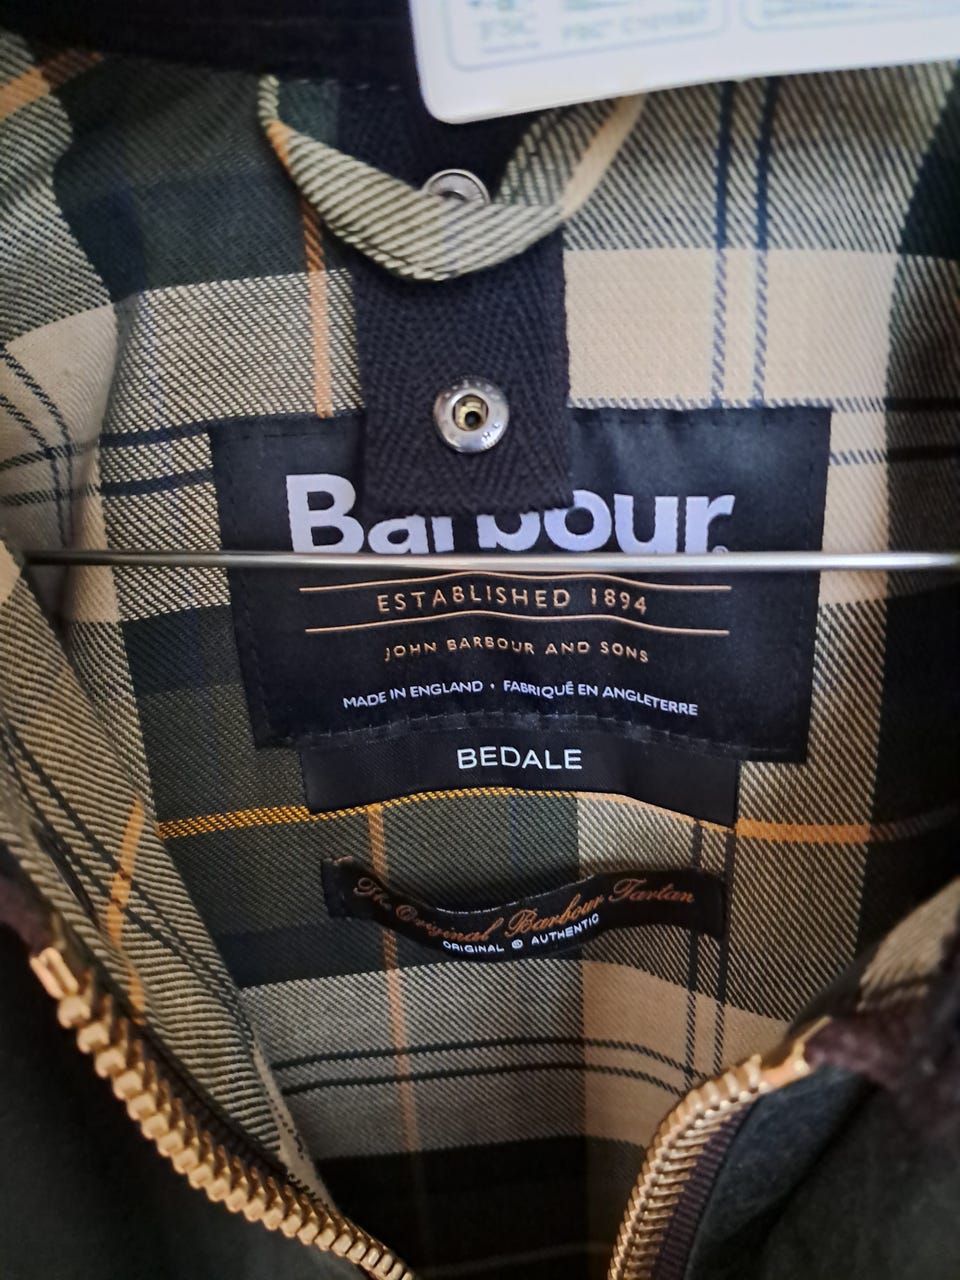 FSC
Barbour
ESTABLISHED 1894
JOHN BARBOUR AND SONS
MADE IN ENGLAND • FABRIQUÉ EN ANGLETERRE
BEDALE
The Original Barbour Tartan
ORIGINAL © AUTHENTIC